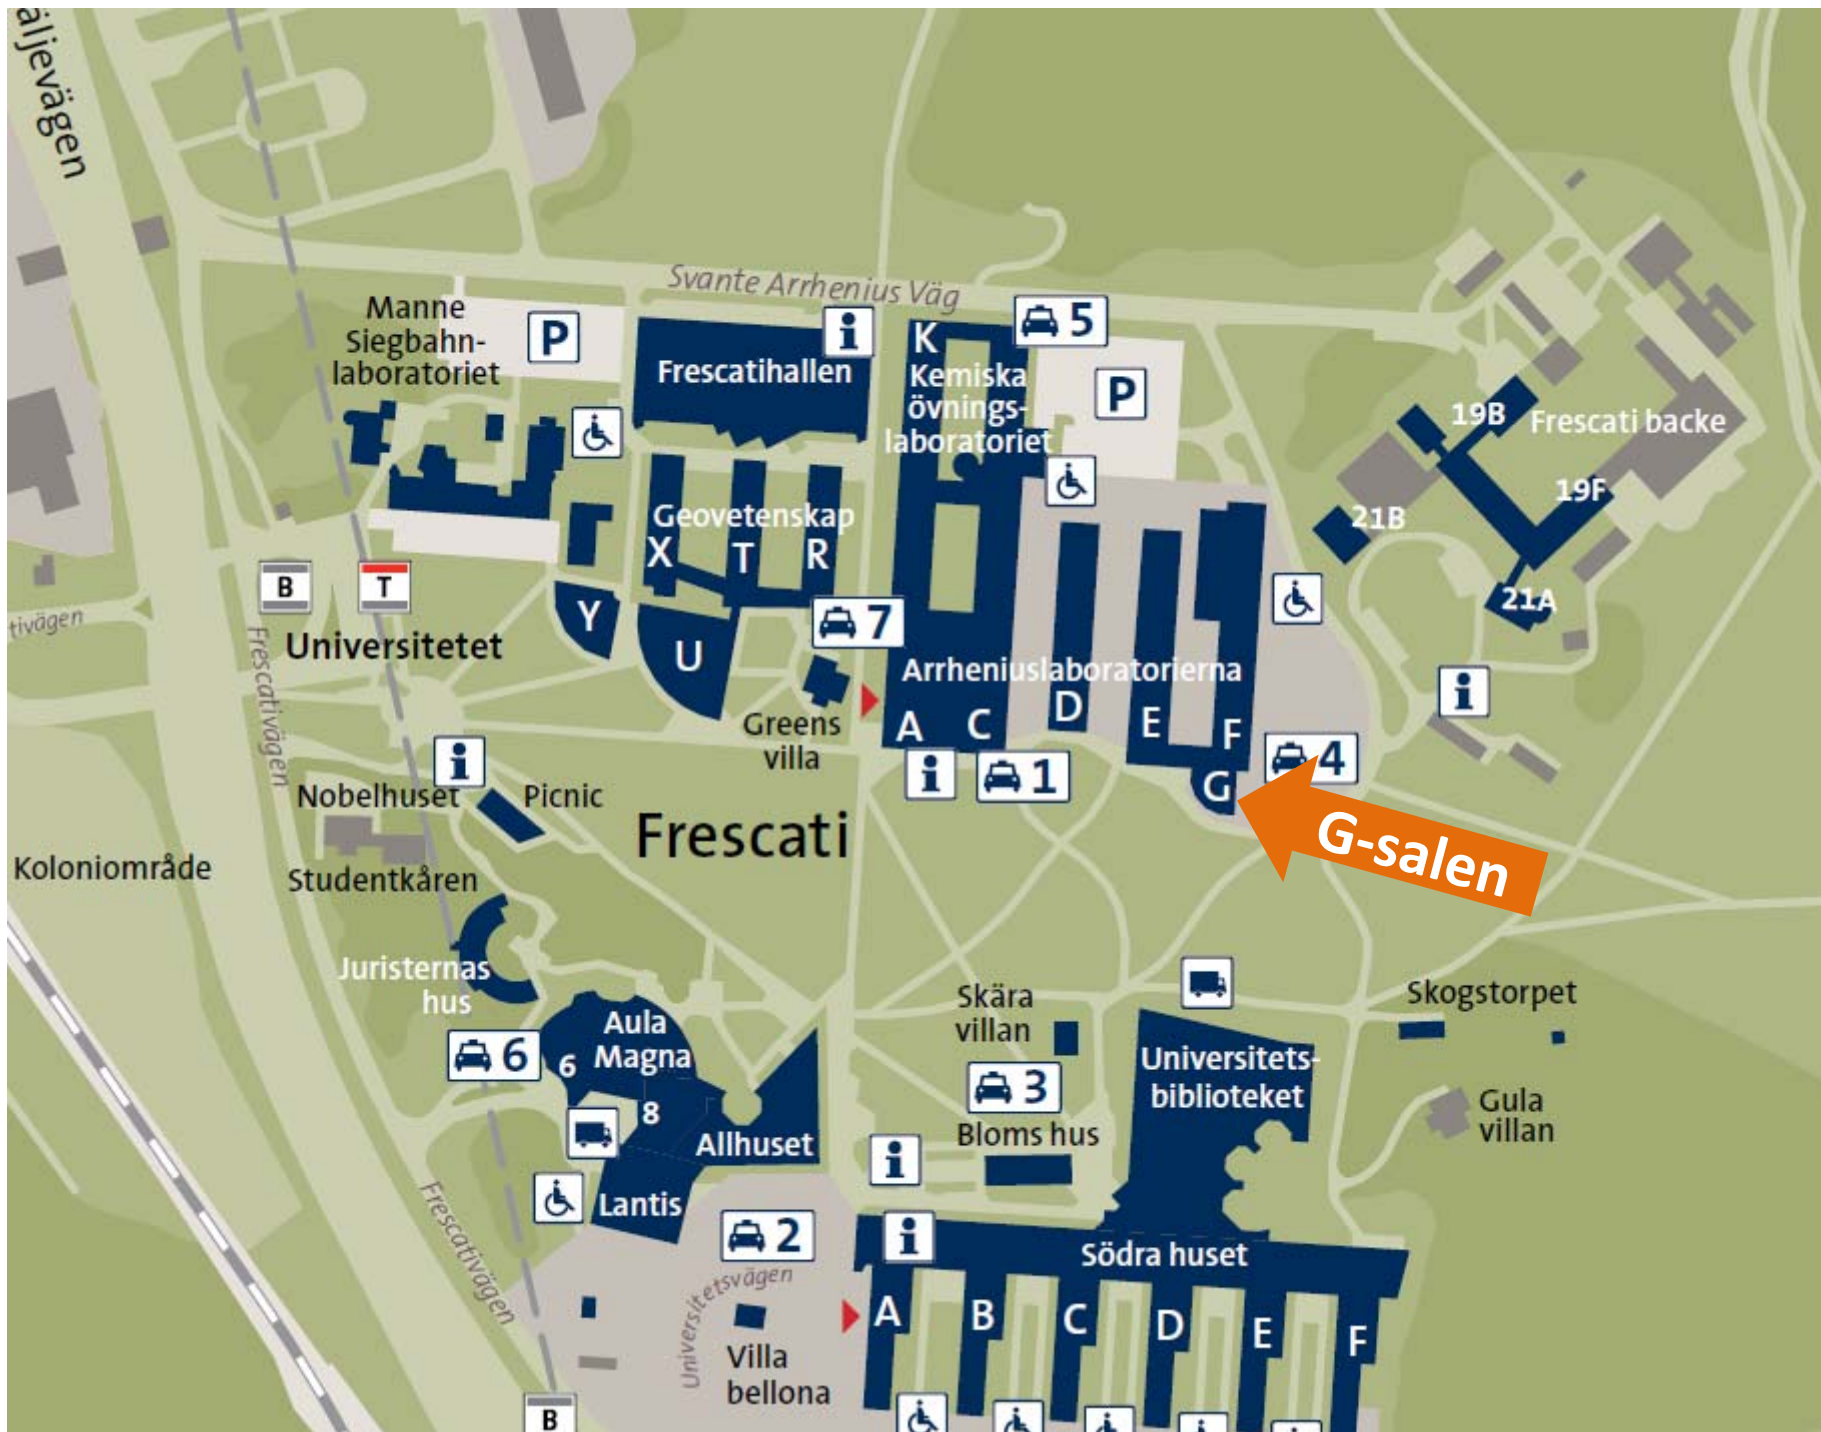 äljevägen
Svante Arrhenius Väg
Manne
Siegbahn-
laboratoriet
P
Frescatihallen
i
K
Kemiska
övnings-
laboratoriet
5
P
19B
Frescati backe
19F
21B
21A
Geovetenskap
X
T
R
B
T
Universitetet
tivägen
Frescativägen
Y
U
7
Greens
villa
Arrheniuslaboratorierna
A
C
D
E
F
G
i
1
4
i
G-salen
i
Nobelhuset
Picnic
Frescati
Koloniområde
Studentkåren
Juristernas
hus
Aula
Magna
6
6
8
Allhuset
Lantis
Skära
villan
3
Bloms hus
Universitets-
biblioteket
Skogstorpet
Gula
villan
i
i
2
Universitetsvägen
Frescativägen
Villa
bellona
B
Södra huset
A
B
C
D
E
F